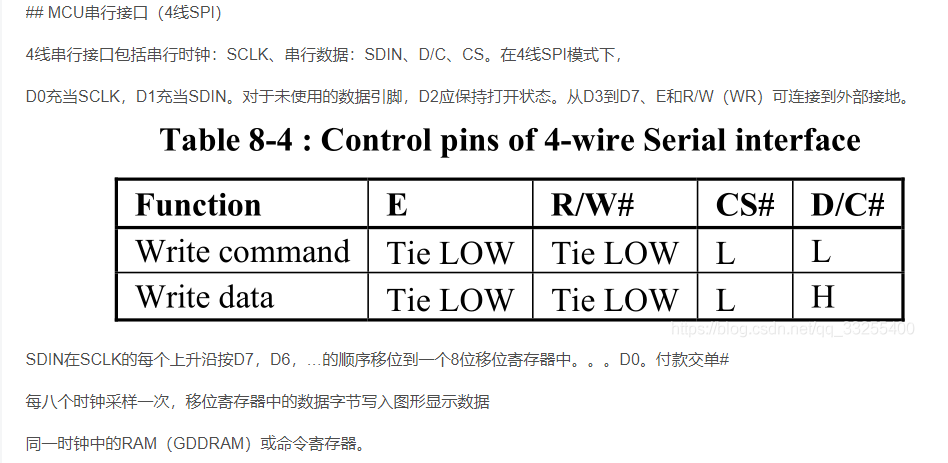 ## MCU串行接口（4线SPI）
4线串行接口包括串行时钟：SCLK、串行数据：SDIN、D/C、CS。在4线SPI模式下，
D0充当SCLK，D1充当SDIN。对于未使用的数据引脚，D2应保持打开状态。从D3到D7、E和R/W（WR）可连接到外部接地。
Table 8-4 : Control pins of 4-wire Serial interface
Function E R/W# CS# D/C#
Write command Tie LOW Tie LOW L L
Write data Tie LOW Tie LOW L H
https://blog.csdn.net/qq_33255400
SDIN在SCLK的每个上升沿按D7，D6，…的顺序移位到一个8位移位寄存器中。。。D0。付款交单#
每八个时钟采样一次，移位寄存器中的数据字节写入图形显示数据
同一时钟中的RAM（GDDRAM）或命令寄存器。